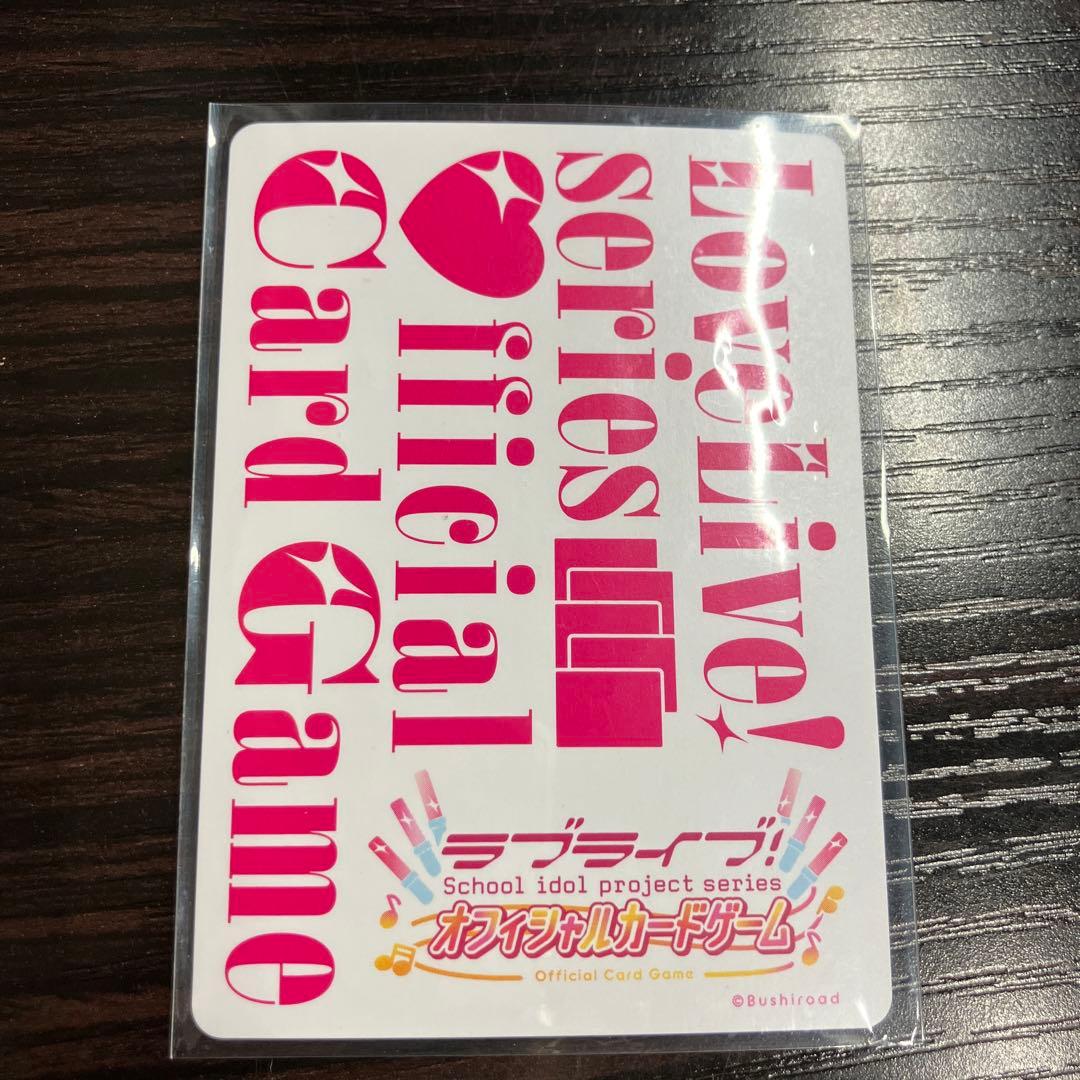 LoveLive!
series
♥fficial
Card Game
ラブライブ!
School idol project series
オフィシャルカードゲーム
Official Card Game
©Bushiroad